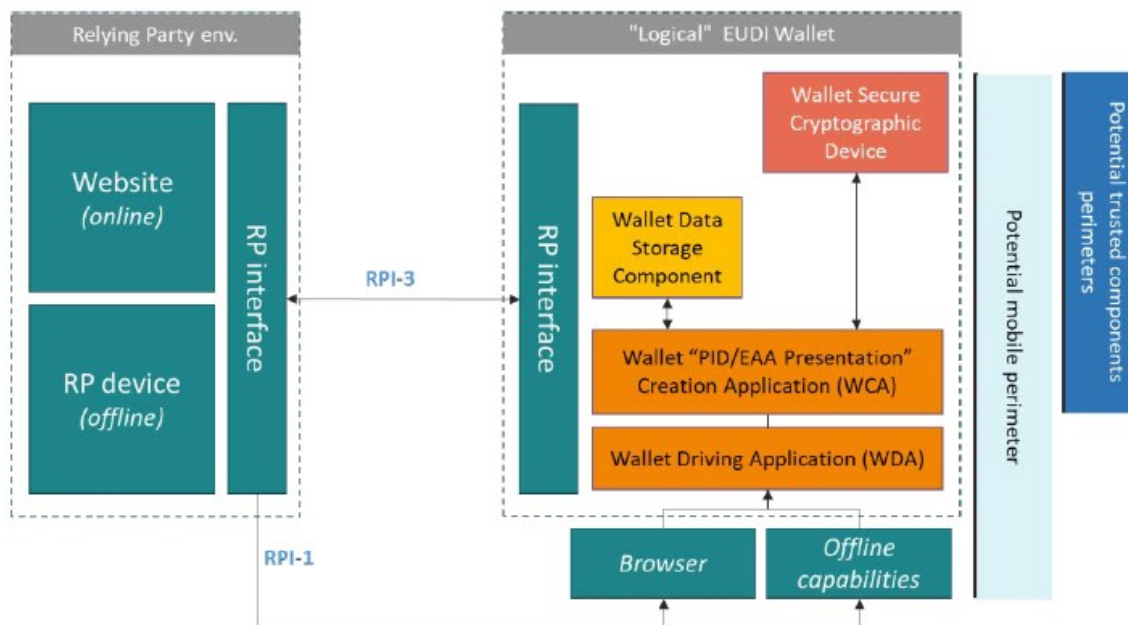 Relying Party env.
Website
(online)
RP device
(offline)
RP interface
RPI-3
RPI-1
"Logical" EUDI Wallet
RP interface
Wallet Secure
Cryptographic
Device
Wallet Data
Storage
Component
Wallet “PID/EAA Presentation”
Creation Application (WCA)
Wallet Driving Application (WDA)
Browser
Offline
capabilities
Potential mobile perimeter
Potential trusted components
perimeters